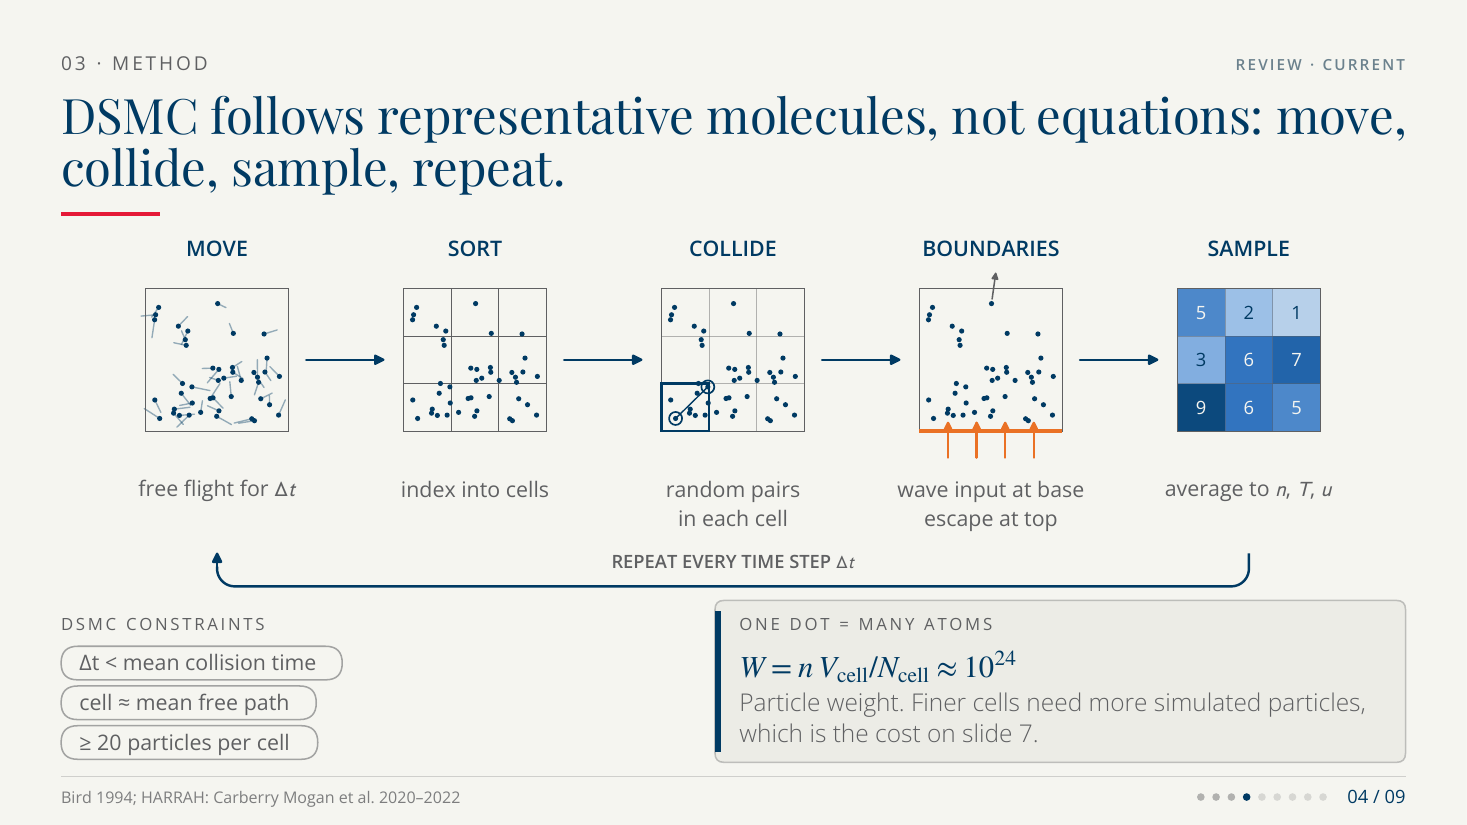 03 · METHOD
REVIEW · CURRENT
DSMC follows representative molecules, not equations: move,
collide, sample, repeat.
MOVE
SORT
COLLIDE
BOUNDARIES
SAMPLE
5 2 1
3 6 7
9 6 5
free flight for Δt
index into cells
random pairs
in each cell
wave input at base
escape at top
average to n, T, u
REPEAT EVERY TIME STEP Δt
DSMC CONSTRAINTS
Δt < mean collision time
cell ≈ mean free path
≥ 20 particles per cell
ONE DOT = MANY ATOMS
W = n V_cell/N_cell ≈ 10^24
Particle weight. Finer cells need more simulated particles,
which is the cost on slide 7.
Bird 1994; HARRAH: Carberry Mogan et al. 2020–2022
04 / 09